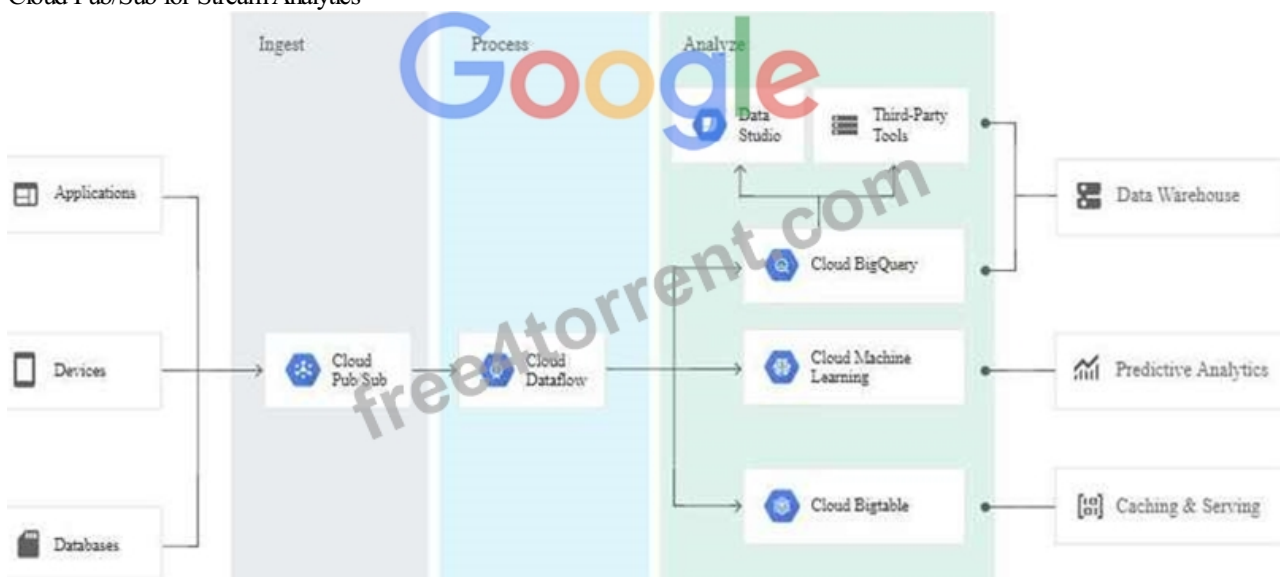 Cloud Pub/Sub for Stream Analytics
Ingest
Process
Analyze
Google
Data
Studio
Third-Party
Tools
Applications
Data Warehouse
Cloud BigQuery
free4torrent.com
Devices
Cloud
Pub/Sub
Cloud
Dataflow
Cloud Machine
Learning
Predictive Analytics
Databases
Cloud Bigtable
Caching & Serving